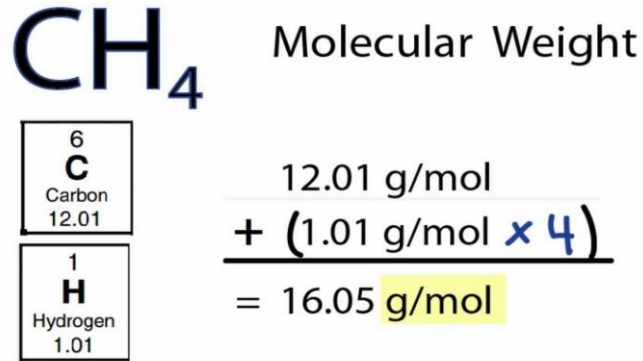 CH₄
Molecular Weight
6
C
Carbon
12.01
1
H
Hydrogen
1.01
12.01 g/mol
+ (1.01 g/mol × 4)
= 16.05 g/mol